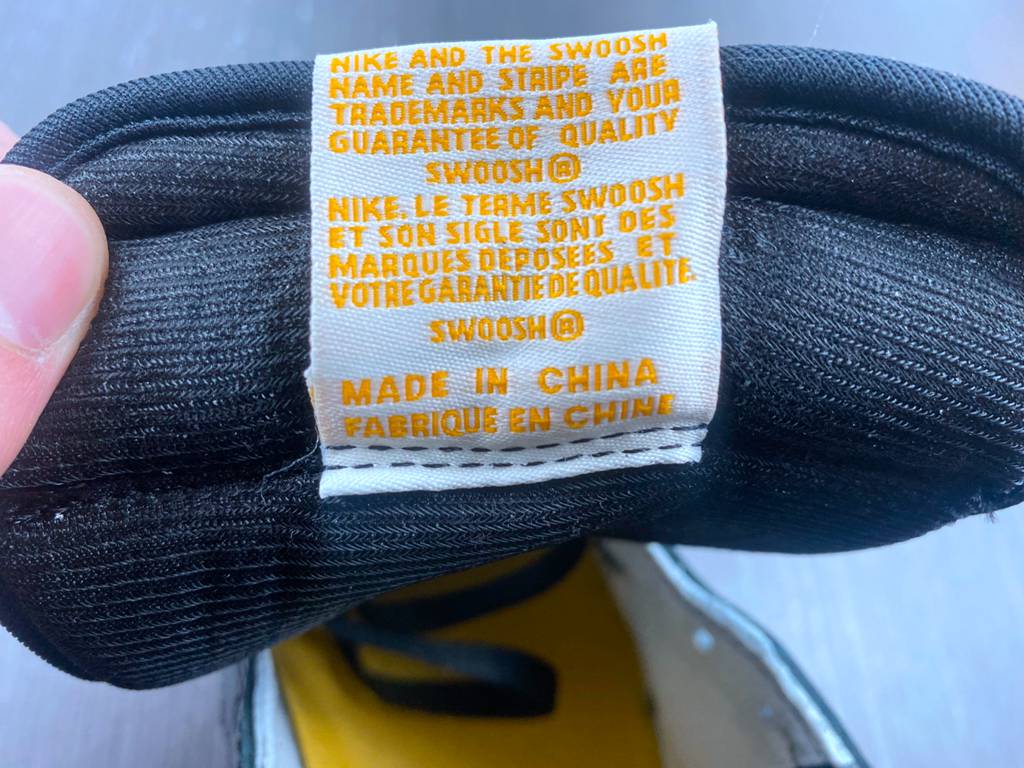 NIKE AND THE SWOOSH
NAME AND STRIPE ARE
TRADEMARKS AND YOUR
GUARANTEE OF QUALITY
SWOOSH®
NIKE, LE TERME SWOOSH
ET SON SIGLE SONT DES
MARQUES DEPOSEES ET
VOTRE GARANTIE DE QUALITE.
SWOOSH®
MADE IN CHINA
FABRIQUE EN CHINE